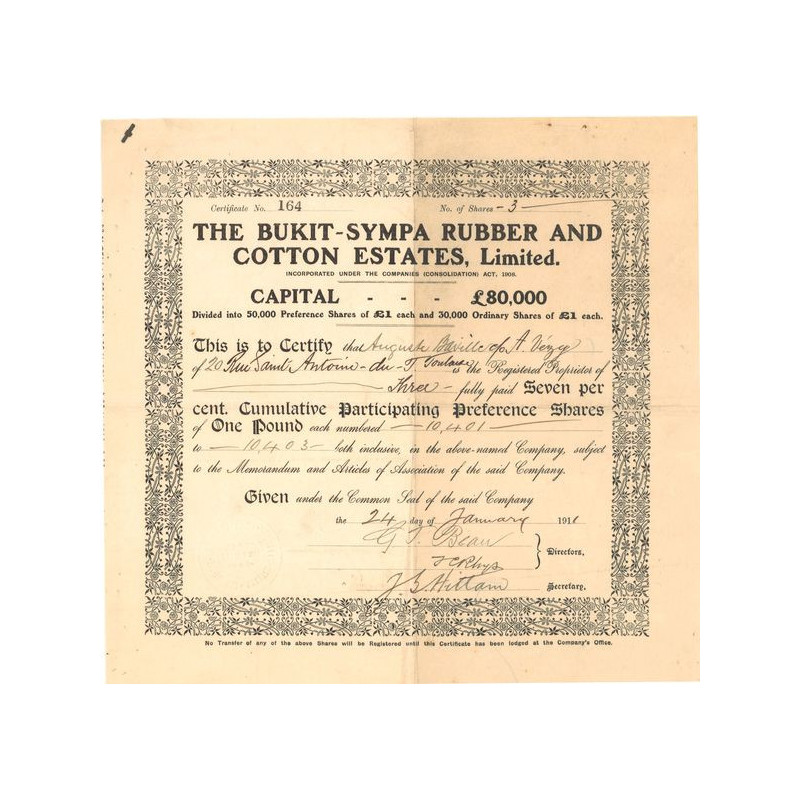 Certificate No. 164 No. of Shares -3-
THE BUKIT-SYMPA RUBBER AND
COTTON ESTATES, Limited.
INCORPORATED UNDER THE COMPANIES (CONSOLIDATION) ACT, 1908.
CAPITAL - - - £80,000
Divided into 50,000 Preference Shares of £1 each and 30,000 Ordinary Shares of £1 each.
This is to Certify that Auguste c/o A.
of 20 Rue Saint Antoine-du-T. Toulouse is the Registered Proprietor of
Three - fully paid Seven per
cent. Cumulative Participating Preference Shares
of One Pound each numbered 10,401
to 10,403 both inclusive, in the above-named Company, subject
to the Memorandum and Articles of Association of the said Company.
Given under the Common Seal of the said Company
the 24 day of January 1911
G. Bean
Directors,
J C Rhys
J. G. Hittam Secretary.
No Transfer of any of the above Shares will be Registered until this Certificate has been lodged at the Company's Office.